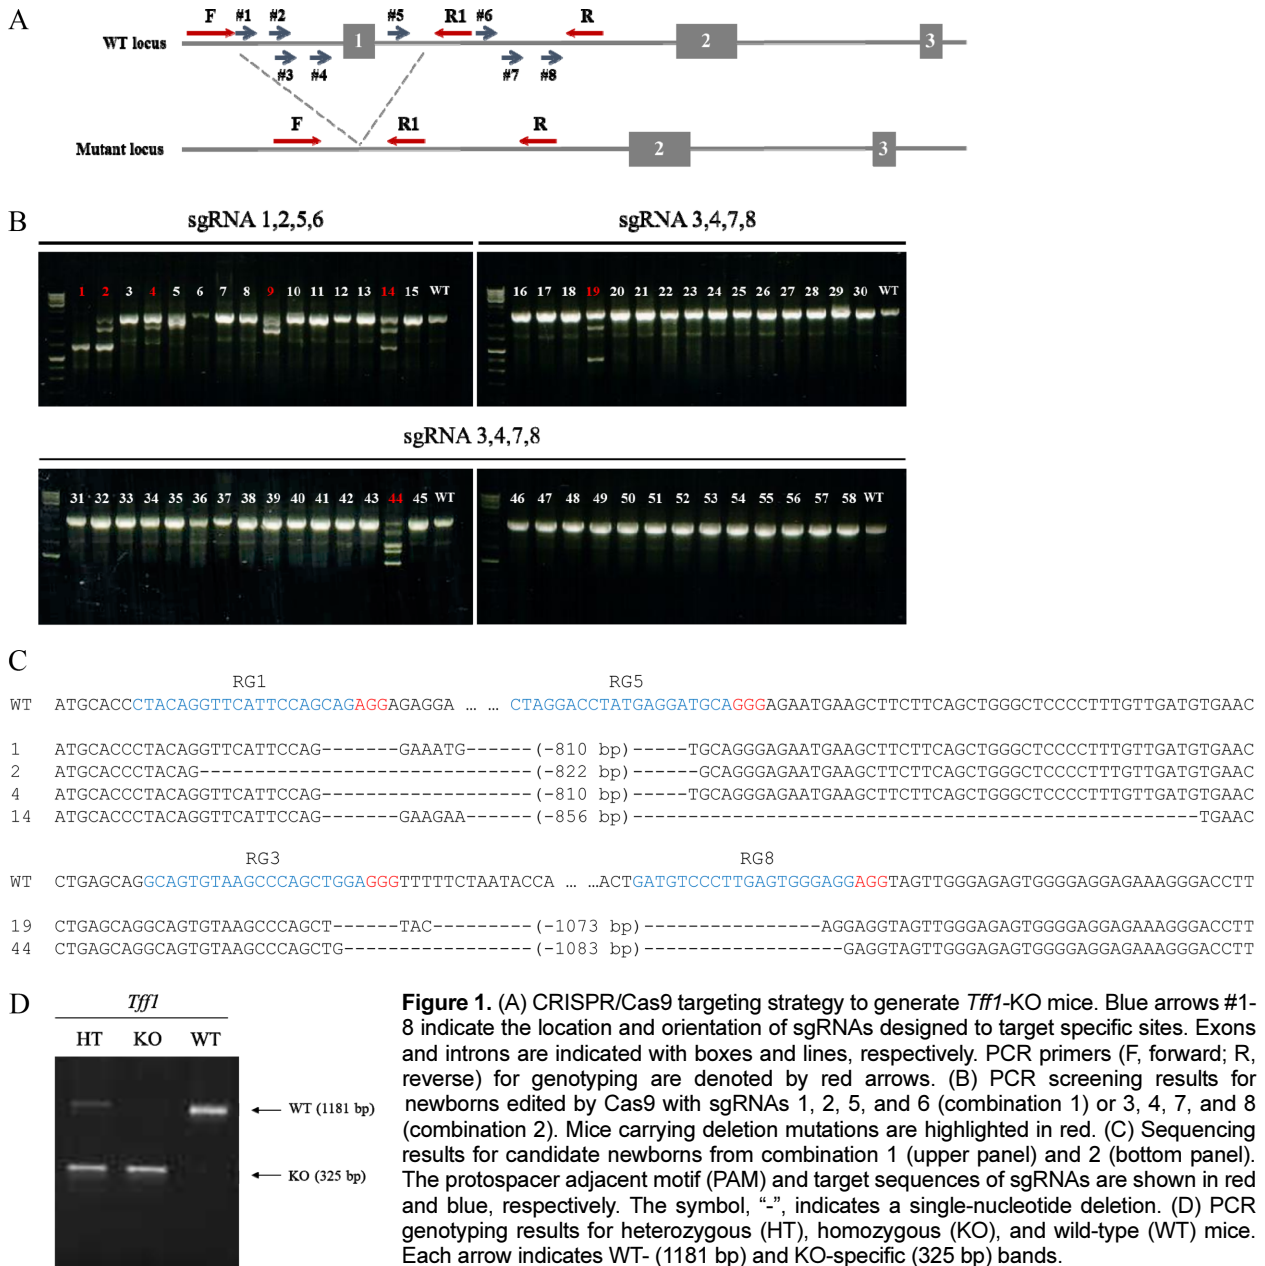 A
F #1 #2 #5 R1 #6 R
WT locus 1 2 3
#3 #4 #7 #8
F R1 R
Mutant locus 2 3
B
sgRNA 1,2,5,6 sgRNA 3,4,7,8
1 2 3 4 5 6 7 8 9 10 11 12 13 14 15 WT 16 17 18 19 20 21 22 23 24 25 26 27 28 29 30 WT
sgRNA 3,4,7,8
31 32 33 34 35 36 37 38 39 40 41 42 43 44 45 WT 46 47 48 49 50 51 52 53 54 55 56 57 58 WT
C
RG1 RG5
WT ATGCACCCTACAGGTTCATTCCAGCAGAGGAGAGGA ... ... CTAGGACCTATGAGGATGCAGGGAGAATGAAGCTTCTTCAGCTGGGCTCCCCTTTGTTGATGTGAAC
1 ATGCACCCTACAGGTTCATTCCAG-------GAAATG------(-810 bp)-----TGCAGGGAGAATGAAGCTTCTTCAGCTGGGCTCCCCTTTGTTGATGTGAAC
2 ATGCACCCTACAG------------------------------(-822 bp)------GCAGGGAGAATGAAGCTTCTTCAGCTGGGCTCCCCTTTGTTGATGTGAAC
4 ATGCACCCTACAGGTTCATTCCAG-------------------(-810 bp)-----TGCAGGGAGAATGAAGCTTCTTCAGCTGGGCTCCCCTTTGTTGATGTGAAC
14 ATGCACCCTACAGGTTCATTCCAG-------GAAGAA------(-856 bp)---------------------------------------------------TGAAC
RG3 RG8
WT CTGAGCAGGCAGTGTAAGCCCAGCTGGAGGGTTTTTCTAATACCA ... ...ACTGATGTCCCTTGAGTGGGAGGAGGTAGTTGGGAGAGTGGGGAGGAGAAAGGGACCTT
19 CTGAGCAGGCAGTGTAAGCCCAGCT------TAC---------(-1073 bp)----------------AGGAGGTAGTTGGGAGAGTGGGGAGGAGAAAGGGACCTT
44 CTGAGCAGGCAGTGTAAGCCCAGCTG-----------------(-1083 bp)------------------GAGGTAGTTGGGAGAGTGGGGAGGAGAAAGGGACCTT
D
Tff1
HT KO WT
WT (1181 bp)
KO (325 bp)
Figure 1. (A) CRISPR/Cas9 targeting strategy to generate Tff1-KO mice. Blue arrows #1-
8 indicate the location and orientation of sgRNAs designed to target specific sites. Exons
and introns are indicated with boxes and lines, respectively. PCR primers (F, forward; R,
reverse) for genotyping are denoted by red arrows. (B) PCR screening results for
newborns edited by Cas9 with sgRNAs 1, 2, 5, and 6 (combination 1) or 3, 4, 7, and 8
(combination 2). Mice carrying deletion mutations are highlighted in red. (C) Sequencing
results for candidate newborns from combination 1 (upper panel) and 2 (bottom panel).
The protospacer adjacent motif (PAM) and target sequences of sgRNAs are shown in red
and blue, respectively. The symbol, “-”, indicates a single-nucleotide deletion. (D) PCR
genotyping results for heterozygous (HT), homozygous (KO), and wild-type (WT) mice.
Each arrow indicates WT- (1181 bp) and KO-specific (325 bp) bands.